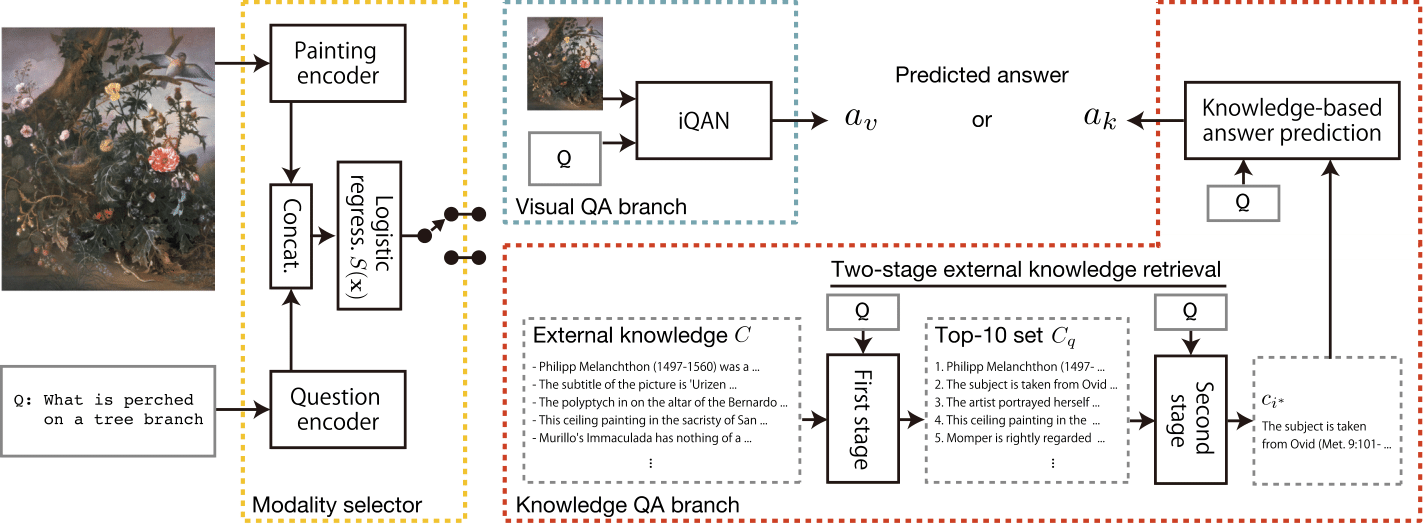 Painting
encoder
Concat.
Logistic
regress. S(x)
Q: What is perched
on a tree branch
Question
encoder
Modality selector
Q
iQAN
Visual QA branch
a_v
Predicted answer
or
a_k
Knowledge-based
answer prediction
Q
Two-stage external knowledge retrieval
External knowledge C
- Philipp Melanchthon (1497-1560) was a ...
- The subtitle of the picture is 'Urizen ...
- The polyptych in on the altar of the Bernardo ...
- This ceiling painting in the sacristy of San ...
- Murillo's Immaculada has nothing of a ...
⋮
Q
First stage
Top-10 set C_q
1. Philipp Melanchthon (1497- ...
2. The subject is taken from Ovid ...
3. The artist portrayed herself ...
4. This ceiling painting in the ...
5. Momper is rightly regarded ...
⋮
Q
Second
stage
c_{i*}
The subject is taken
from Ovid (Met. 9:101- ...
Knowledge QA branch